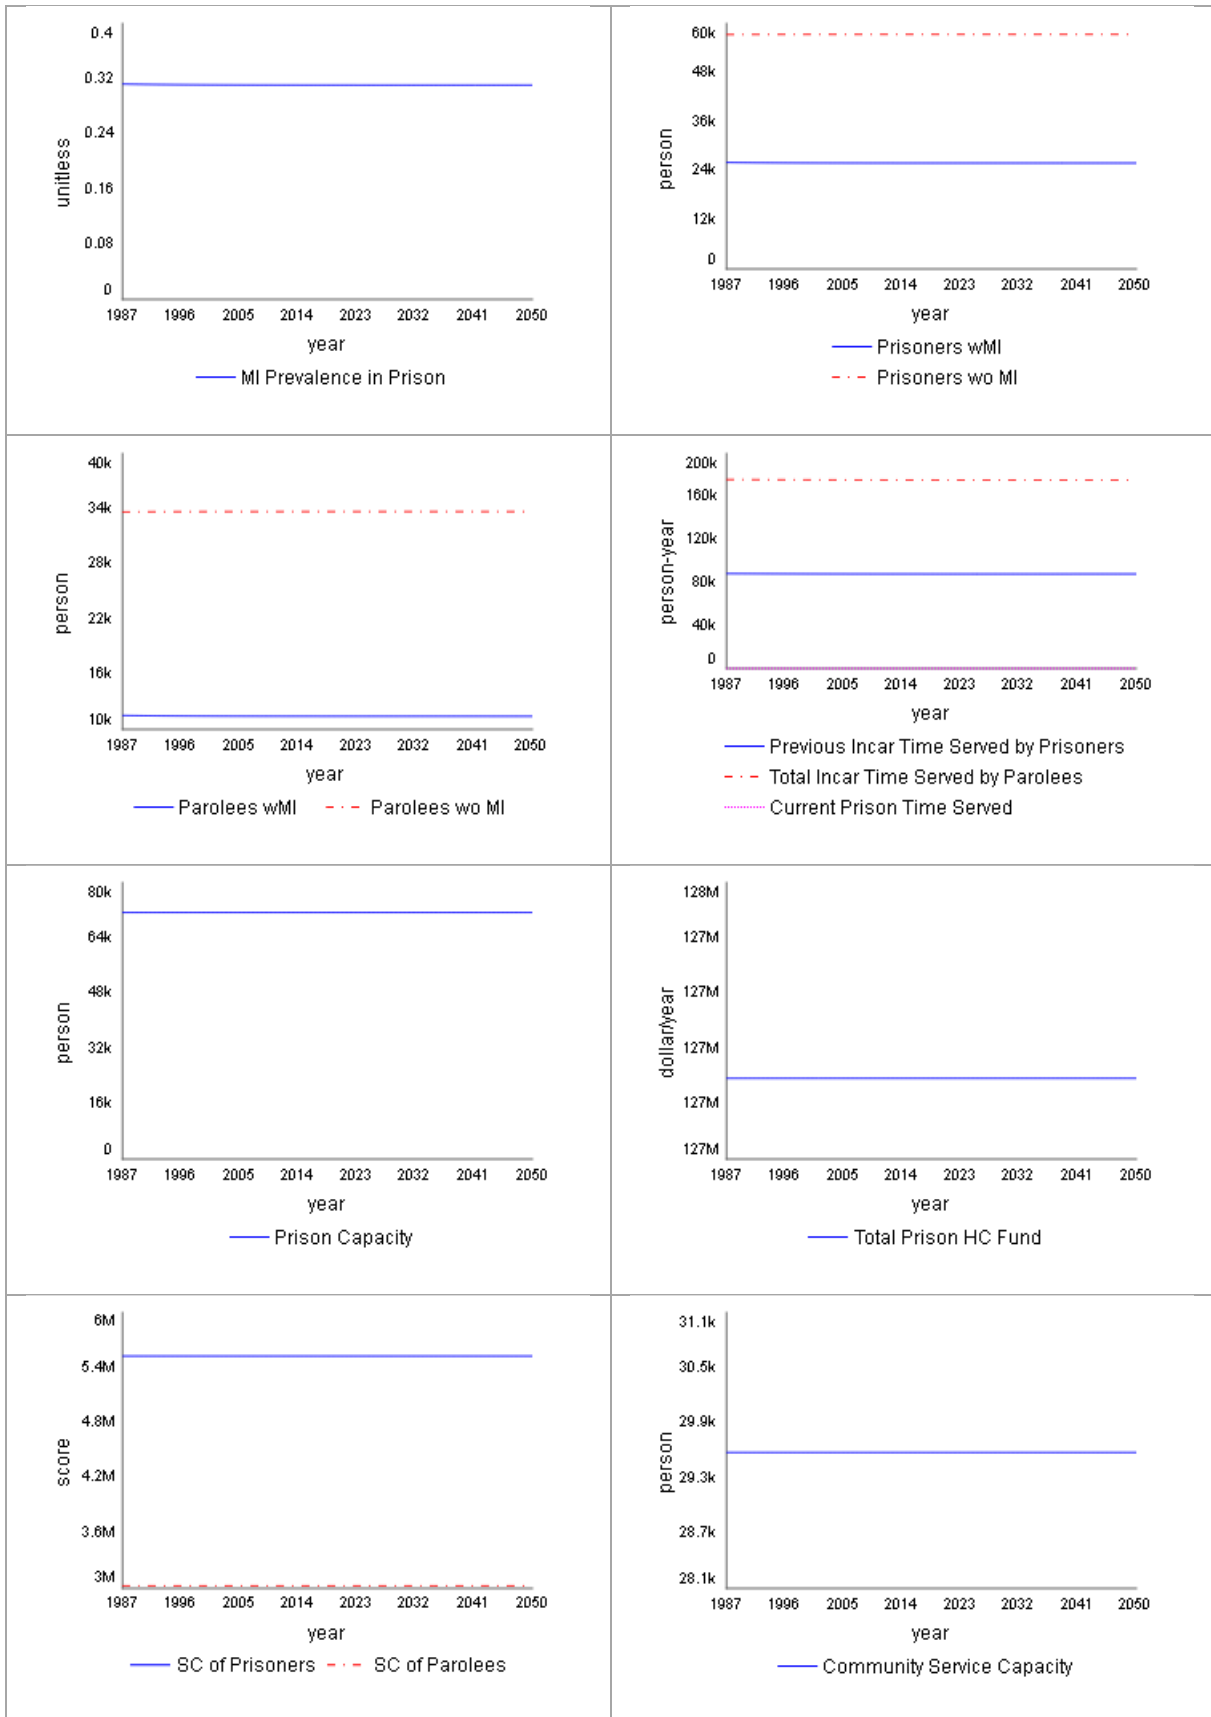 0.4
0.32
0.24
0.16
0.08
0
unitless
1987 1996 2005 2014 2023 2032 2041 2050
year
MI Prevalence in Prison
60k
48k
36k
24k
12k
0
person
1987 1996 2005 2014 2023 2032 2041 2050
year
Prisoners wMI
Prisoners wo MI
40k
34k
28k
22k
16k
10k
person
1987 1996 2005 2014 2023 2032 2041 2050
year
Parolees wMI Parolees wo MI
200k
160k
120k
80k
40k
0
person-year
1987 1996 2005 2014 2023 2032 2041 2050
year
Previous Incar Time Served by Prisoners
Total Incar Time Served by Parolees
Current Prison Time Served
80k
64k
48k
32k
16k
0
person
1987 1996 2005 2014 2023 2032 2041 2050
year
Prison Capacity
128M
127M
127M
127M
127M
127M
dollar/year
1987 1996 2005 2014 2023 2032 2041 2050
year
Total Prison HC Fund
6M
5.4M
4.8M
4.2M
3.6M
3M
score
1987 1996 2005 2014 2023 2032 2041 2050
year
SC of Prisoners SC of Parolees
31.1k
30.5k
29.9k
29.3k
28.7k
28.1k
person
1987 1996 2005 2014 2023 2032 2041 2050
year
Community Service Capacity